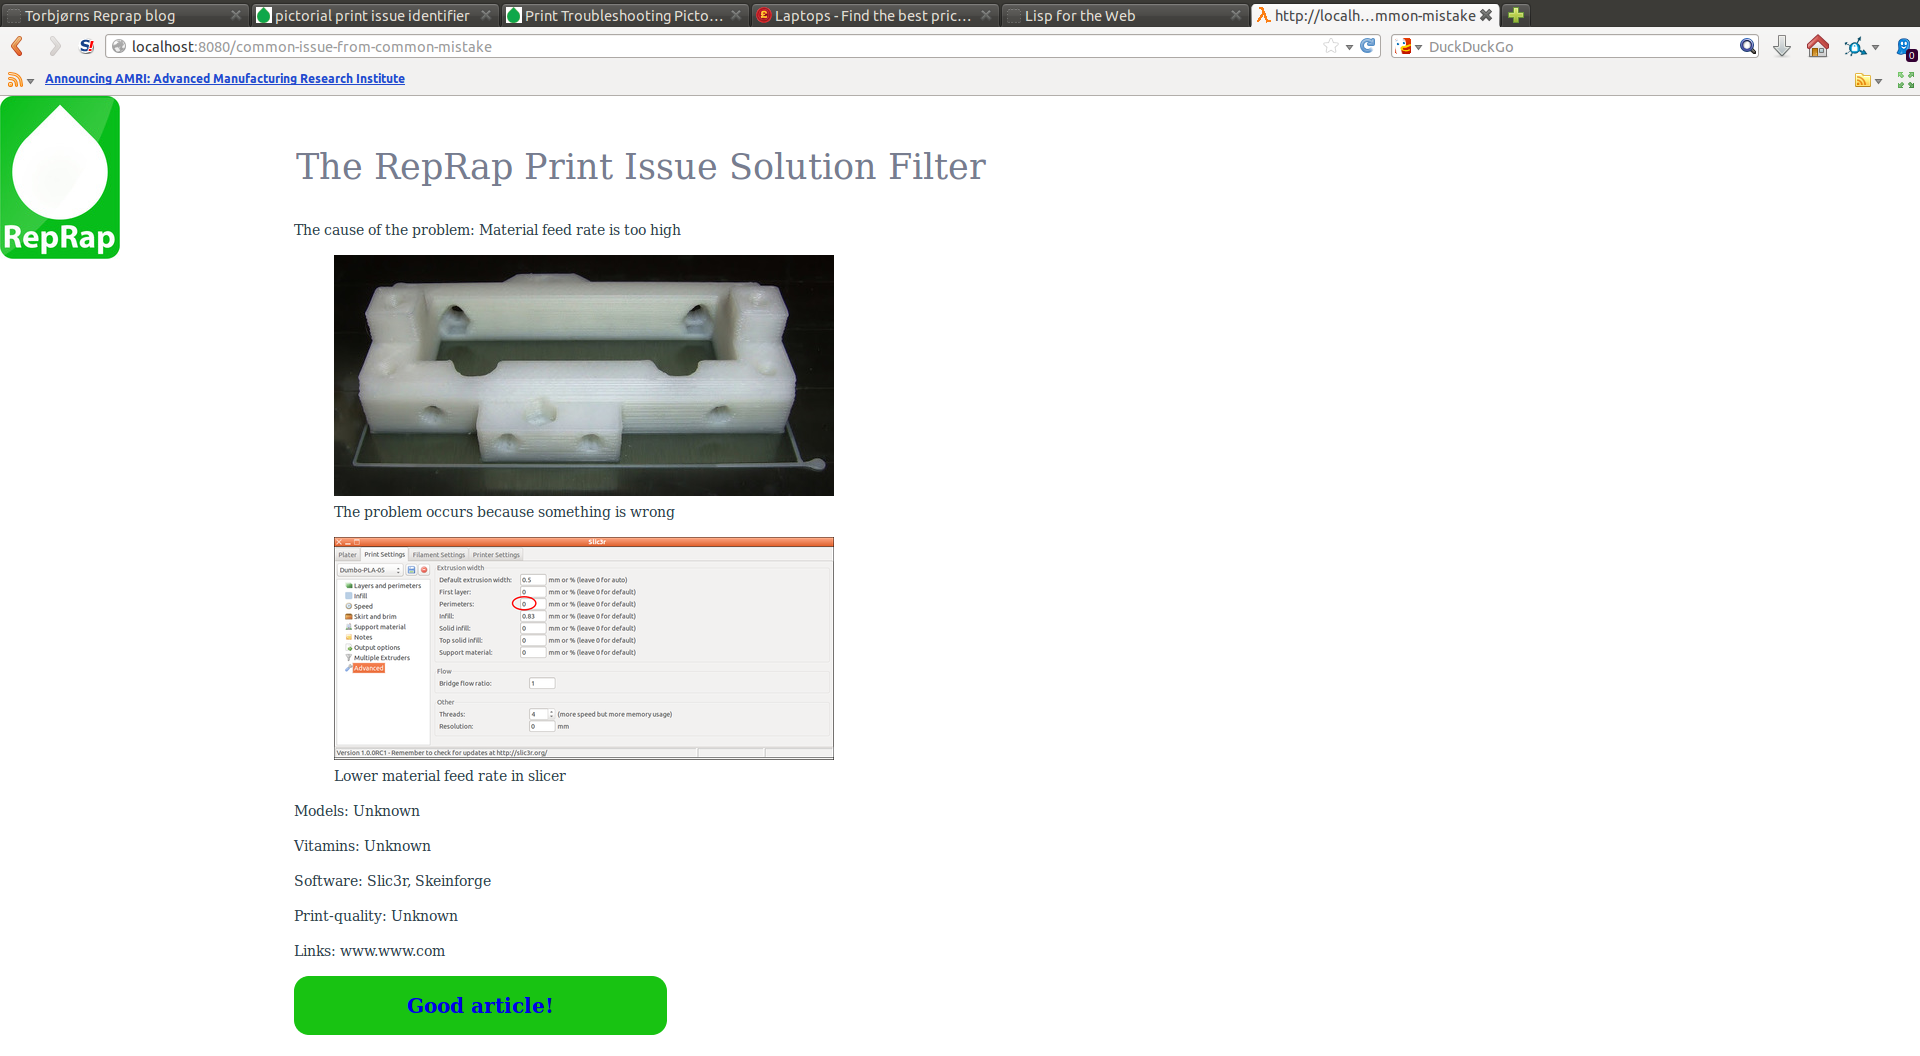 Torbjørns Reprap blog
pictorial print issue identifier
Print Troubleshooting Picto...
£ Laptops - Find the best pric...
Lisp for the Web
http://localh...mmon-mistake
S!
localhost:8080/common-issue-from-common-mistake
DuckDuckGo
0
Announcing AMRI: Advanced Manufacturing Research Institute
RepRap
The RepRap Print Issue Solution Filter
The cause of the problem: Material feed rate is too high
The problem occurs because something is wrong
Slic3r
Plater Print Settings Filament Settings Printer Settings
Dumbo-PLA-05
Layers and perimeters
Infill
Speed
Skirt and brim
Support material
Notes
Output options
Multiple Extruders
Advanced
Extrusion width
Default extrusion width: 0.5 mm or % (leave 0 for auto)
First layer: 0 mm or % (leave 0 for default)
Perimeters: 0 mm or % (leave 0 for default)
Infill: 0.83 mm or % (leave 0 for default)
Solid infill: 0 mm or % (leave 0 for default)
Top solid infill: 0 mm or % (leave 0 for default)
Support material: 0 mm or % (leave 0 for default)
Flow
Bridge flow ratio: 1
Other
Threads: 4 (more speed but more memory usage)
Resolution: 0 mm
Version 1.0.0RC1 - Remember to check for updates at http://slic3r.org/
Lower material feed rate in slicer
Models: Unknown
Vitamins: Unknown
Software: Slic3r, Skeinforge
Print-quality: Unknown
Links: www.www.com
Good article!